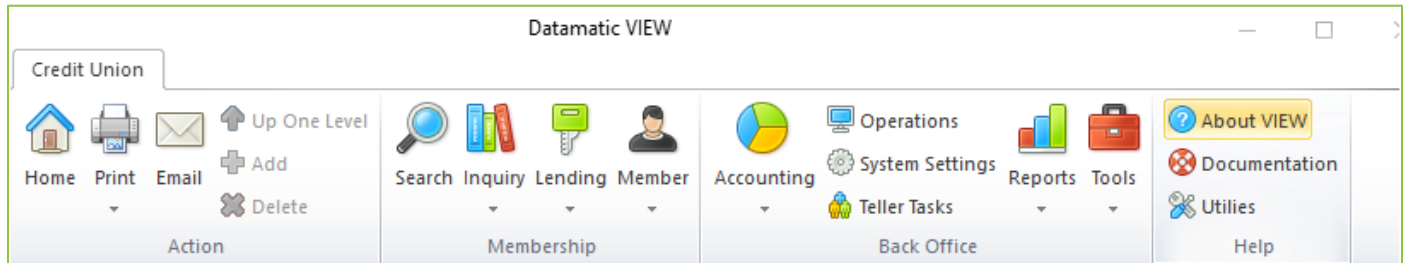 Datamatic VIEW
Credit Union
Home
Print
Email
Up One Level
Add
Delete
Action
Search
Inquiry
Lending
Member
Membership
Accounting
Operations
System Settings
Teller Tasks
Reports
Tools
Back Office
About VIEW
Documentation
Utilies
Help